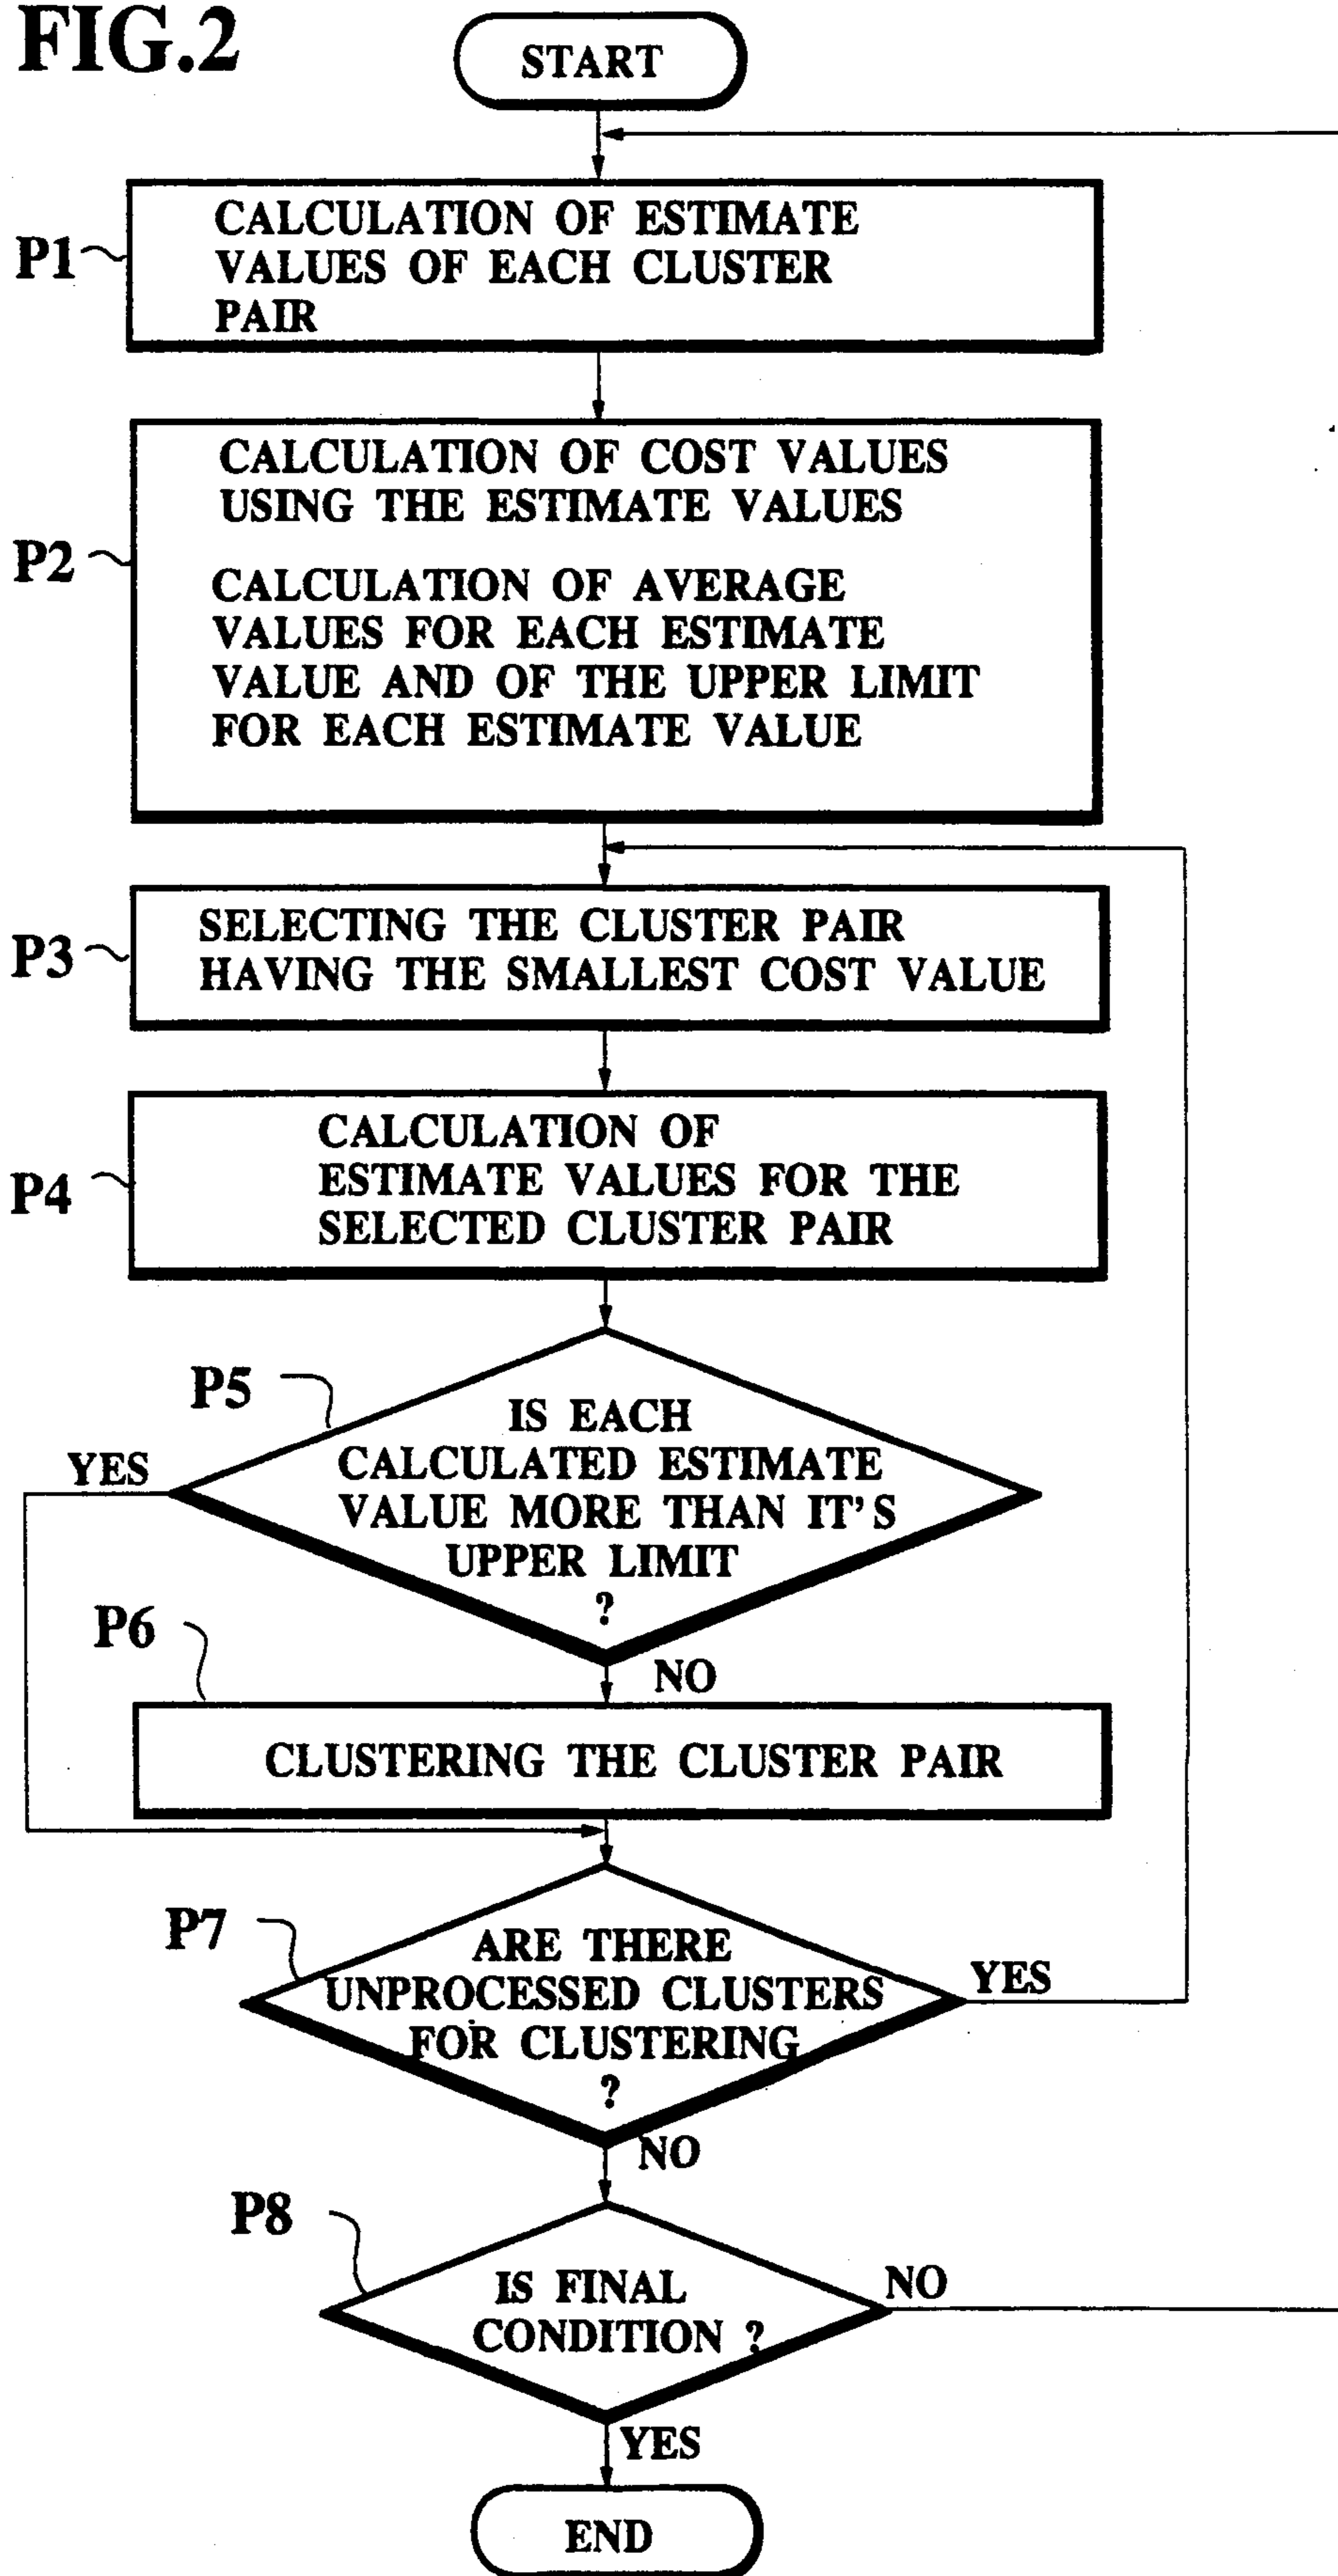 FIG.2
START
P1
CALCULATION OF ESTIMATE
VALUES OF EACH CLUSTER
PAIR
P2
CALCULATION OF COST VALUES
USING THE ESTIMATE VALUES
CALCULATION OF AVERAGE
VALUES FOR EACH ESTIMATE
VALUE AND OF THE UPPER LIMIT
FOR EACH ESTIMATE VALUE
P3
SELECTING THE CLUSTER PAIR
HAVING THE SMALLEST COST VALUE
P4
CALCULATION OF
ESTIMATE VALUES FOR THE
SELECTED CLUSTER PAIR
P5
IS EACH
CALCULATED ESTIMATE
VALUE MORE THAN IT'S
UPPER LIMIT
?
YES
NO
P6
CLUSTERING THE CLUSTER PAIR
P7
ARE THERE
UNPROCESSED CLUSTERS
FOR CLUSTERING
?
YES
NO
P8
IS FINAL
CONDITION ?
NO
YES
END